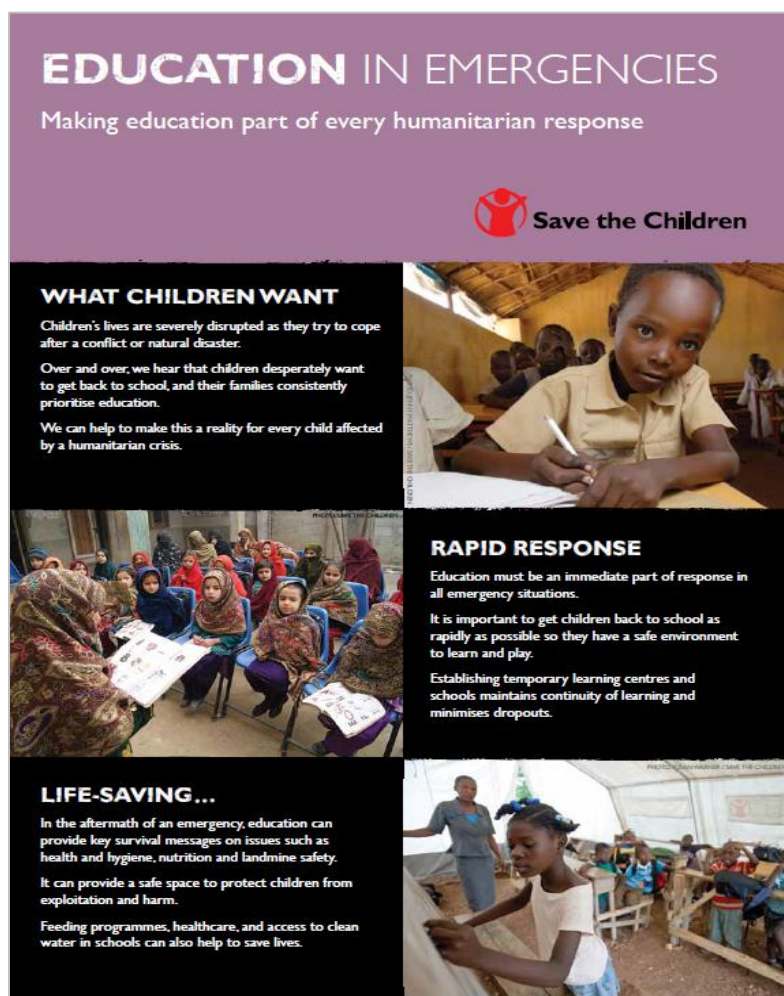 EDUCATION IN EMERGENCIES
Making education part of every humanitarian response
Save the Children
WHAT CHILDREN WANT
Children's lives are severely disrupted as they try to cope
after a conflict or natural disaster.
Over and over, we hear that children desperately want
to get back to school, and their families consistently
prioritise education.
We can help to make this a reality for every child affected
by a humanitarian crisis.
PHOTO: SAVE THE CHILDREN
RAPID RESPONSE
Education must be an immediate part of response in
all emergency situations.
It is important to get children back to school as
rapidly as possible so they have a safe environment
to learn and play.
Establishing temporary learning centres and
schools maintains continuity of learning and
minimises dropouts.
LIFE-SAVING...
In the aftermath of an emergency, education can
provide key survival messages on issues such as
health and hygiene, nutrition and landmine safety.
It can provide a safe space to protect children from
exploitation and harm.
Feeding programmes, healthcare, and access to clean
water in schools can also help to save lives.
/ SAVE THE CHILDREN